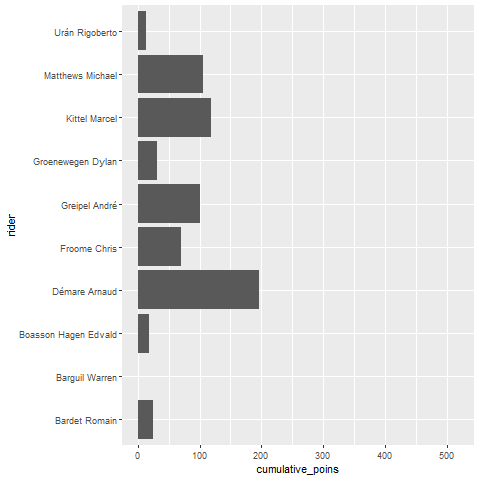 Urán Rigoberto
Matthews Michael
Kittel Marcel
Groenewegen Dylan
Greipel André
Froome Chris
Démare Arnaud
Boasson Hagen Edvald
Barguil Warren
Bardet Romain
rider
0 100 200 300 400 500
cumulative_poins